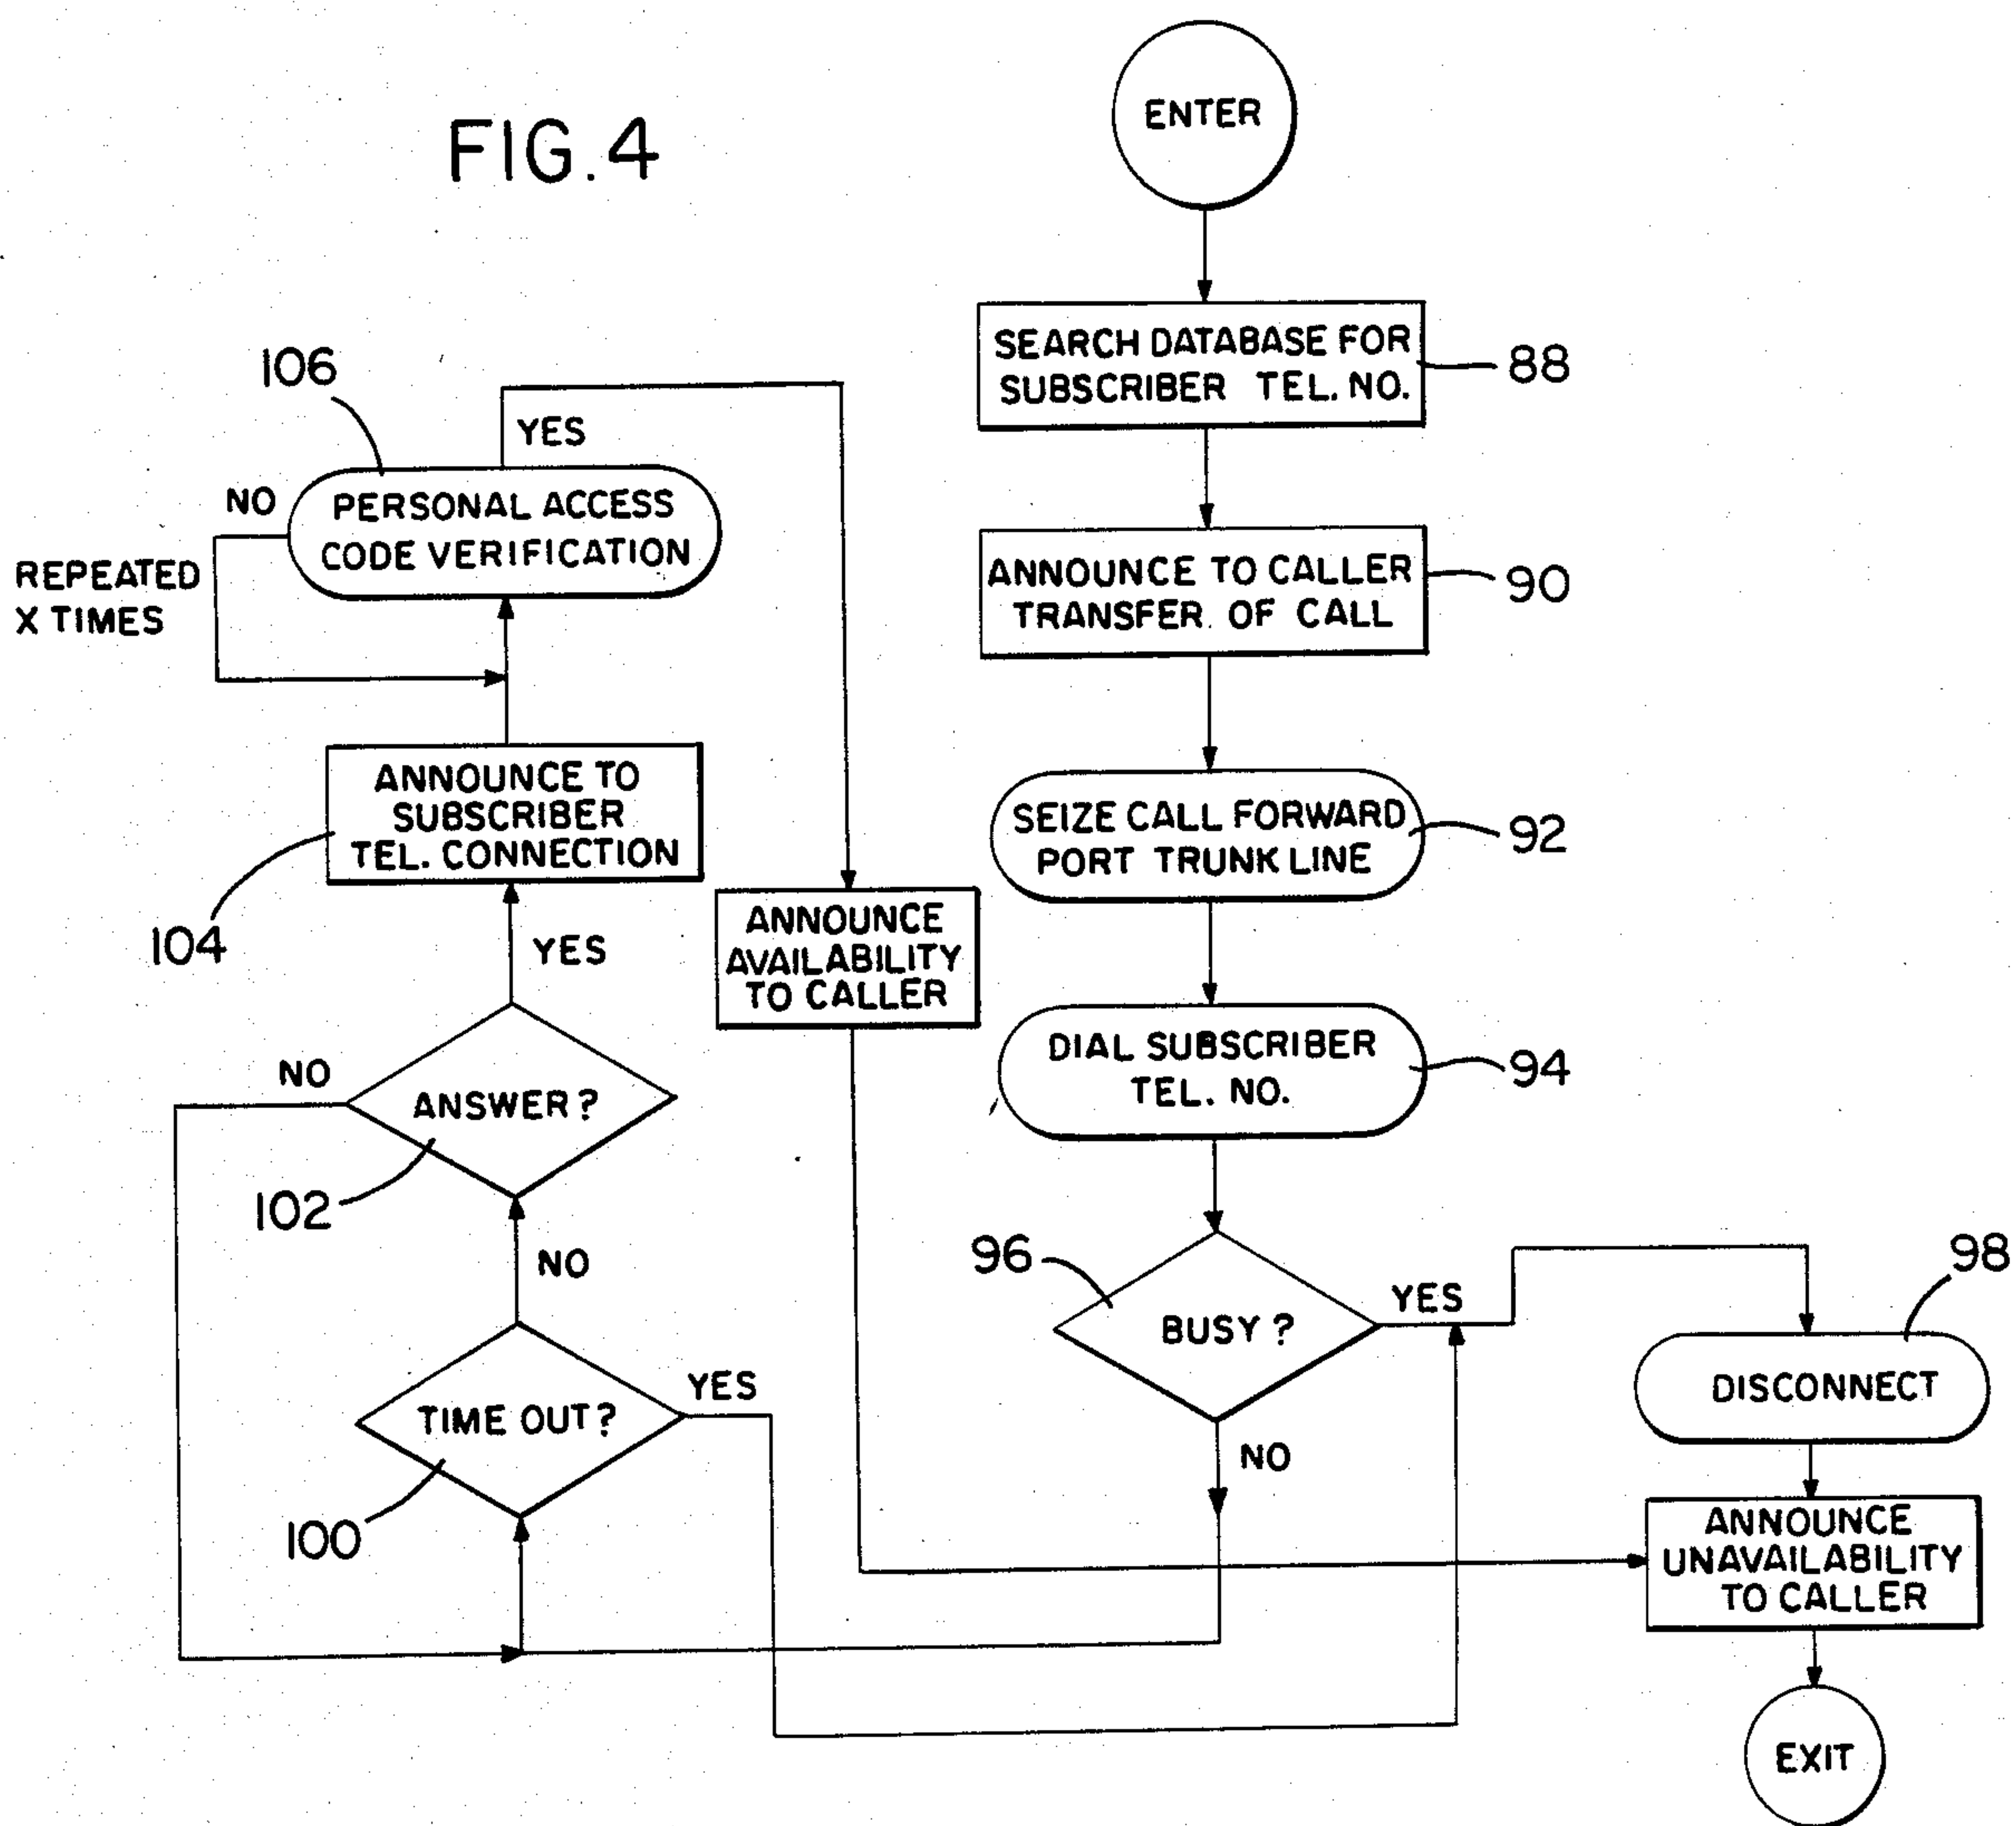 FIG. 4
ENTER
SEARCH DATABASE FOR
SUBSCRIBER TEL. NO.
88
ANNOUNCE TO CALLER
TRANSFER OF CALL
90
SEIZE CALL FORWARD
PORT TRUNK LINE
92
DIAL SUBSCRIBER
TEL. NO.
94
96
BUSY?
YES
NO
98
DISCONNECT
ANNOUNCE
UNAVAILABILITY
TO CALLER
EXIT
106
YES
NO
PERSONAL ACCESS
CODE VERIFICATION
REPEATED
X TIMES
ANNOUNCE TO
SUBSCRIBER
TEL. CONNECTION
104
YES
ANNOUNCE
AVAILABILITY
TO CALLER
NO
ANSWER?
102
NO
YES
TIME OUT?
100